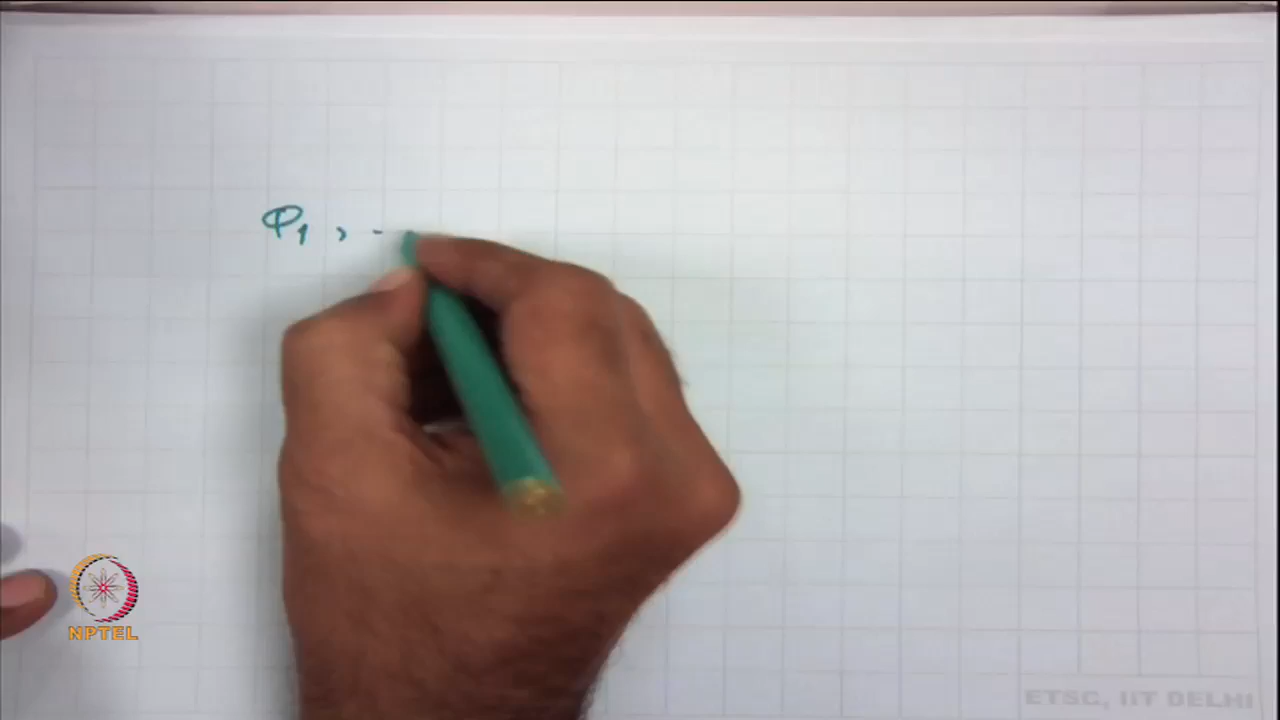 φ₁ , - -
NPTEL
ETSC, IIT DELHI